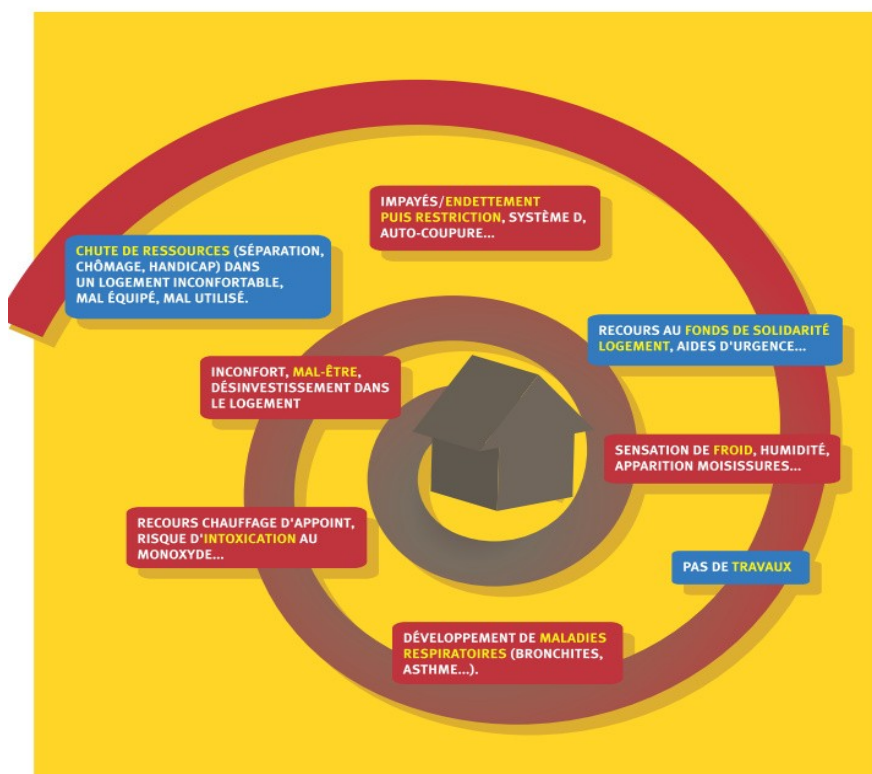 IMPAYÉS/ENDETTEMENT
PUIS RESTRICTION, SYSTÈME D,
AUTO-COUPURE...
CHUTE DE RESSOURCES (SÉPARATION,
CHÔMAGE, HANDICAP) DANS
UN LOGEMENT INCONFORTABLE,
MAL ÉQUIPÉ, MAL UTILISÉ.
RECOURS AU FONDS DE SOLIDARITÉ
LOGEMENT, AIDES D'URGENCE...
INCONFORT, MAL-ÊTRE,
DÉSINVESTISSEMENT DANS
LE LOGEMENT
SENSATION DE FROID, HUMIDITÉ,
APPARITION MOISISSURES...
RECOURS CHAUFFAGE D'APPOINT,
RISQUE D'INTOXICATION AU
MONOXYDE...
PAS DE TRAVAUX
DÉVELOPPEMENT DE MALADIES
RESPIRATOIRES (BRONCHITES,
ASTHME...).